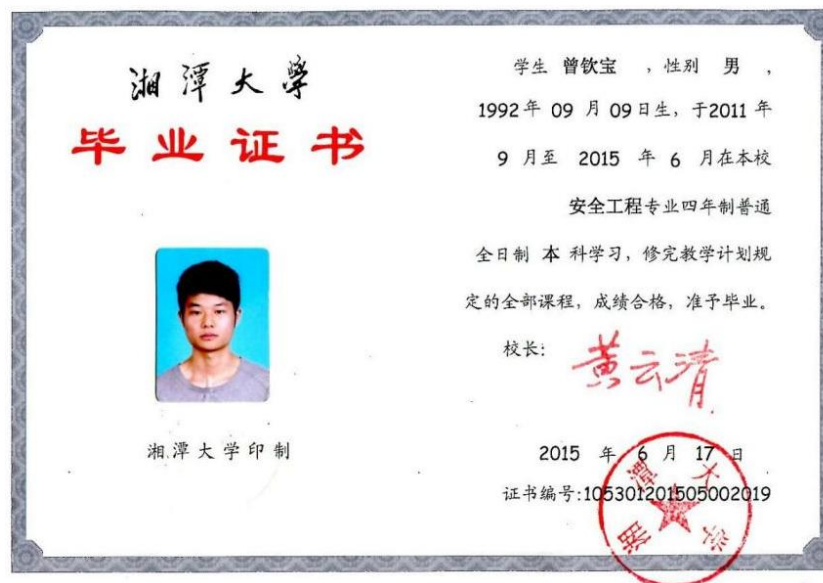 湘潭大学
毕业证书
湘潭大学印制
学生 曾钦宝 ，性别 男 ，
1992年 09 月 09日生，于2011 年
9 月至 2015 年 6 月在本校
安全工程专业四年制普通
全日制 本 科学习，修完教学计划规
定的全部课程，成绩合格，准予毕业。
校长：黄云清
2015 年 6 月 17 日
证书编号:105301201505002019
湘潭大学